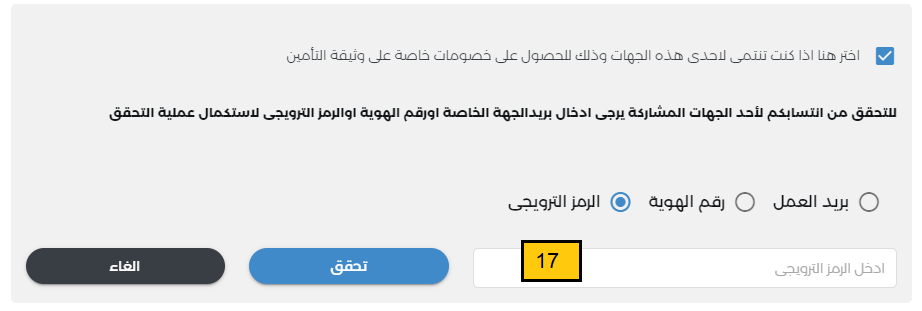 اختر هنا اذا كنت تنتمى لاحدى هذه الجهات وذلك للحصول على خصومات خاصة على وثيقة التأمين
للتحقق من انتسابكم لأحد الجهات المشاركة يرجى ادخال بريدالجهة الخاصة اورقم الهوية اوالرمز الترويجى لاستكمال عملية التحقق
بريد العمل رقم الهوية الرمز الترويجى
ادخل الرمز الترويجى 17 تحقق الغاء